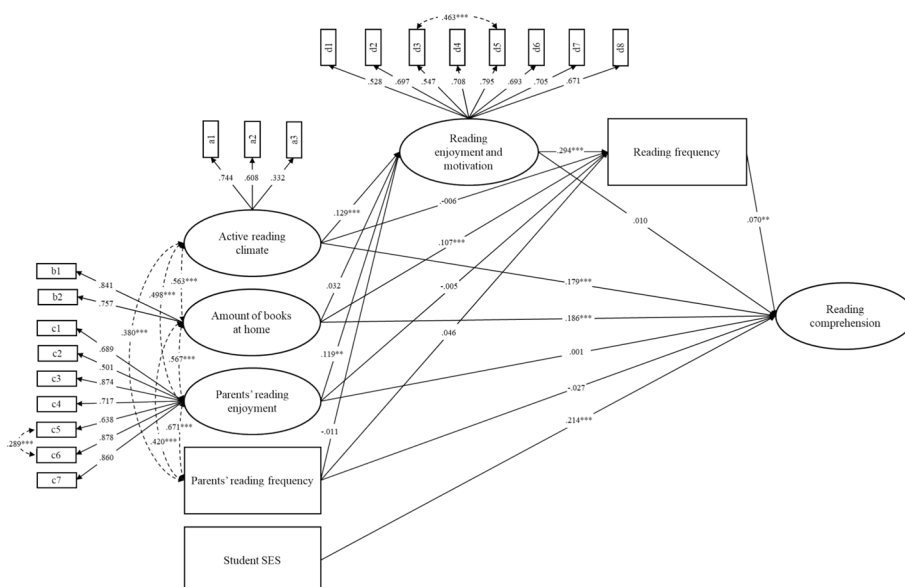 .463***
d1
d2
d3
d4
d5
d6
d7
d8
.528
.697
.547
.708
.795
.693
.705
.671
a1
a2
a3
.744
.608
.332
Reading
enjoyment and
motivation
.294***
Reading frequency
.129***
-.006
.010
.070**
Active reading
climate
.107***
.179***
b1
b2
.841
.757
.563***
.498***
.032
-.005
Amount of books
at home
.186***
Reading
comprehension
.380***
.046
c1
c2
c3
c4
c5
c6
c7
.689
.501
.874
.717
.638
.878
.860
.289***
.567***
.119**
.001
Parents' reading
enjoyment
-.027
.671***
.420***
-.011
.214***
Parents' reading frequency
Student SES